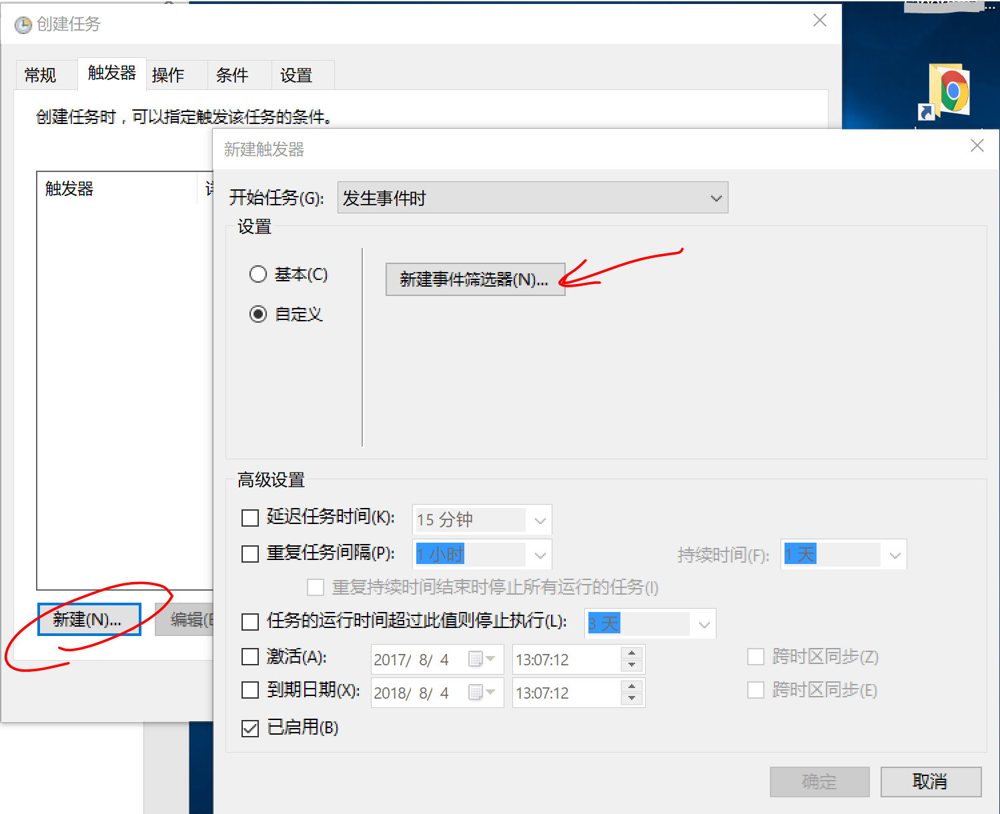 创建任务
常规 触发器 操作 条件 设置
创建任务时，可以指定触发该任务的条件。
触发器
新建(N)... 编辑(
新建触发器
开始任务(G): 发生事件时
设置
基本(C)
自定义
新建事件筛选器(N)...
高级设置
延迟任务时间(K): 15 分钟
重复任务间隔(P): 1 小时 持续时间(F): 1 天
重复持续时间结束时停止所有运行的任务(I)
任务的运行时间超过此值则停止执行(L): 3 天
激活(A): 2017/ 8/ 4 13:07:12 跨时区同步(Z)
到期日期(X): 2018/ 8/ 4 13:07:12 跨时区同步(E)
已启用(B)
确定 取消